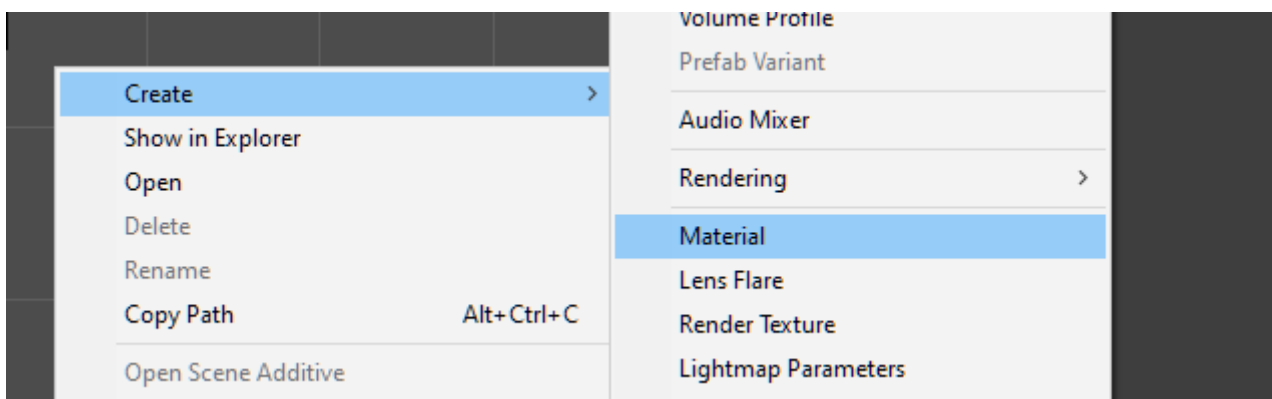 Create
Show in Explorer
Open
Delete
Rename
Copy Path Alt+Ctrl+C
Open Scene Additive
Volume Profile
Prefab Variant
Audio Mixer
Rendering
Material
Lens Flare
Render Texture
Lightmap Parameters